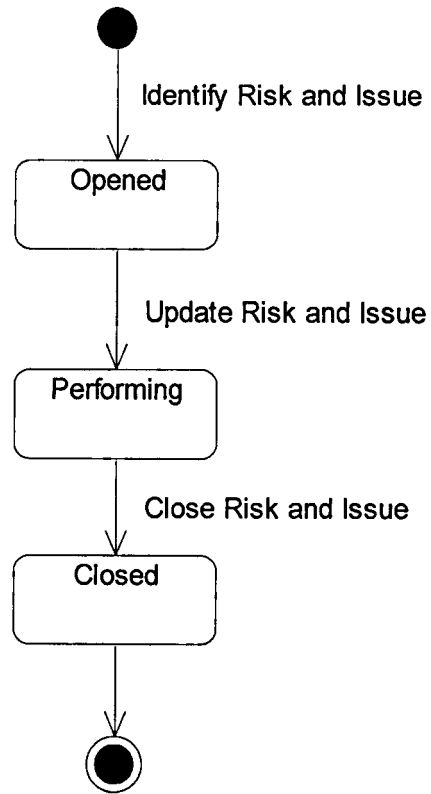 Identify Risk and Issue
Opened
Update Risk and Issue
Performing
Close Risk and Issue
Closed